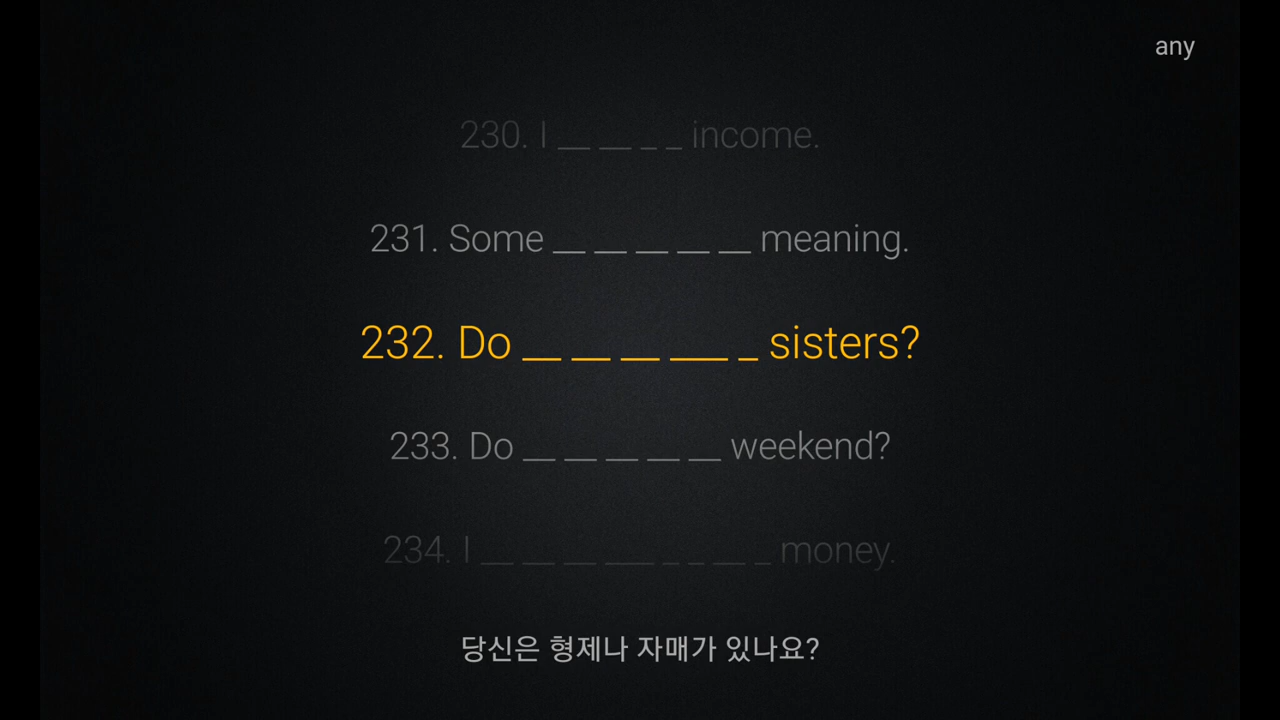 any
230. I __ __ _ _ income.
231. Some __ __ __ __ __ meaning.
232. Do __ __ __ ___ _ sisters?
233. Do __ __ __ __ __ weekend?
234. I __ __ __ ___ _ _ __ _ money.
당신은 형제나 자매가 있나요?